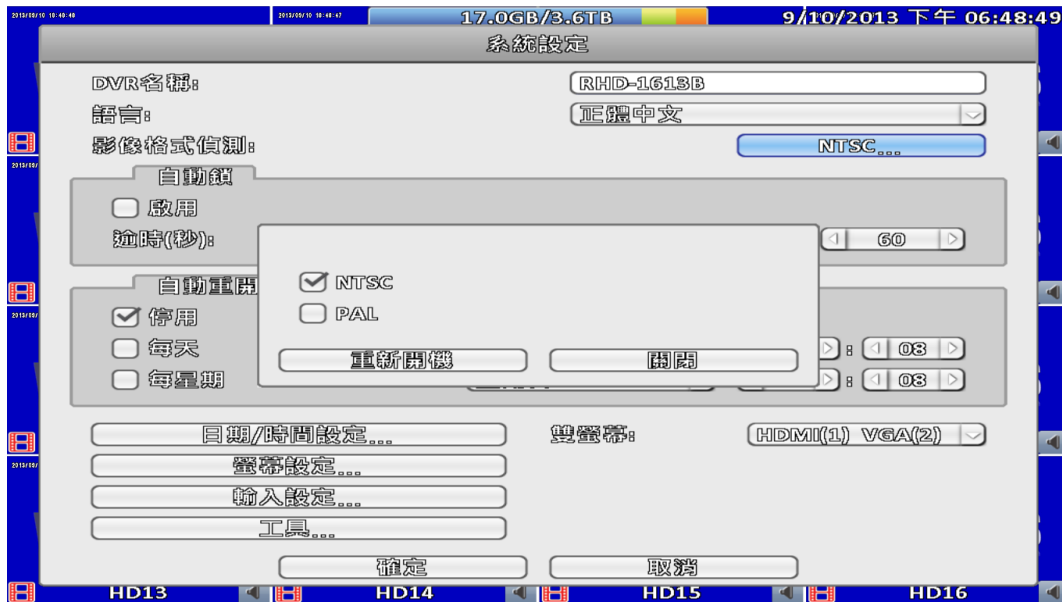 2013/09/10 18:48:48
2013/09/10 18:48:47
17.0GB/3.6TB
9/10/2013 下午 06:48:49
系統設定
DVR名稱: RHD-1613B
語言: 正體中文
影像格式偵測: NTSC...
自動鎖
啟用
逾時(秒): 60
NTSC
PAL
重新開機 關閉
自動重開
停用
每天 : 08
每星期 : 08
日期/時間設定... 雙螢幕: HDMI(1) VGA(2)
螢幕設定...
輸入設定...
工具...
確定 取消
HD13 HD14 HD15 HD16